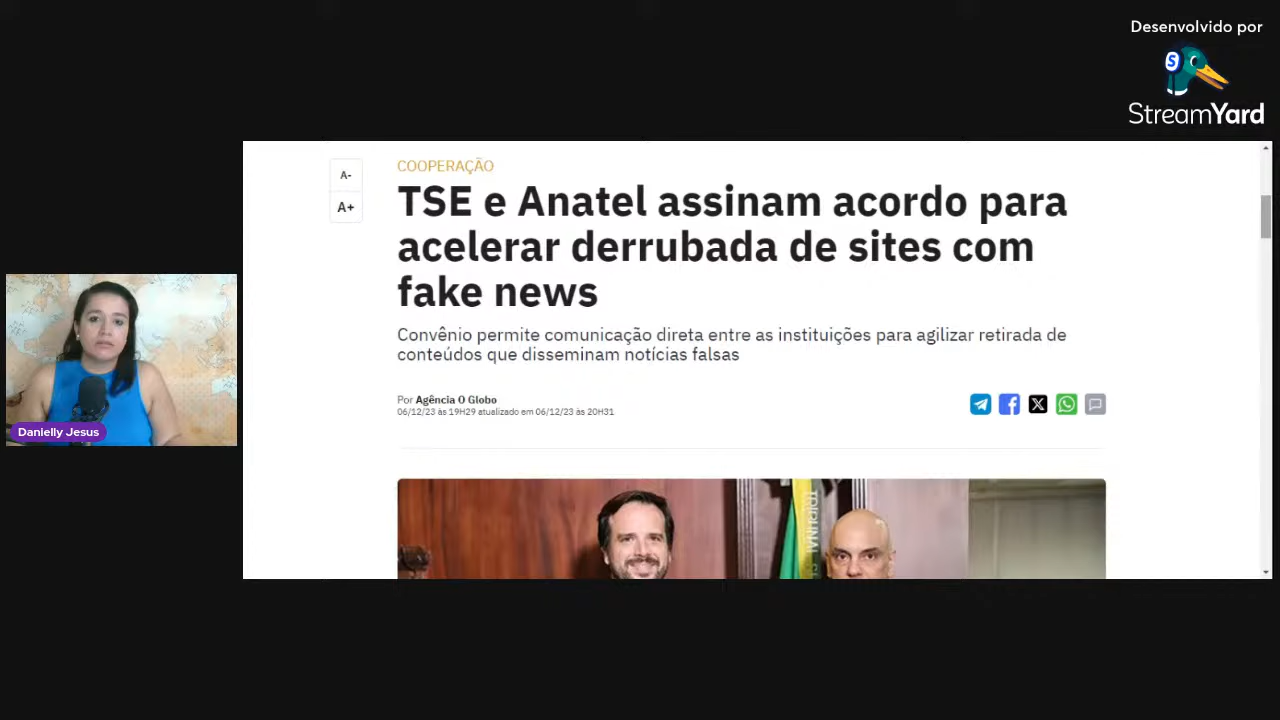 Desenvolvido por
StreamYard
A-
A+
COOPERAÇÃO
TSE e Anatel assinam acordo para
acelerar derrubada de sites com
fake news
Convênio permite comunicação direta entre as instituições para agilizar retirada de
conteúdos que disseminam notícias falsas
Por Agência O Globo
06/12/23 às 19H29 atualizado em 06/12/23 às 20H31
Danielly Jesus